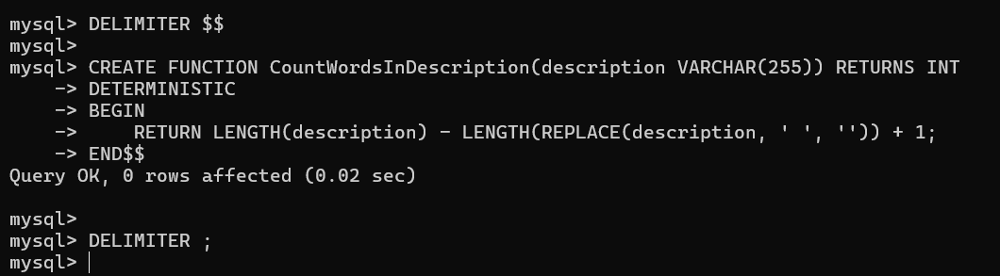 mysql> DELIMITER $$
mysql>
mysql> CREATE FUNCTION CountWordsInDescription(description VARCHAR(255)) RETURNS INT
    -> DETERMINISTIC
    -> BEGIN
    ->     RETURN LENGTH(description) - LENGTH(REPLACE(description, ' ', '')) + 1;
    -> END$$
Query OK, 0 rows affected (0.02 sec)

mysql>
mysql> DELIMITER ;
mysql>